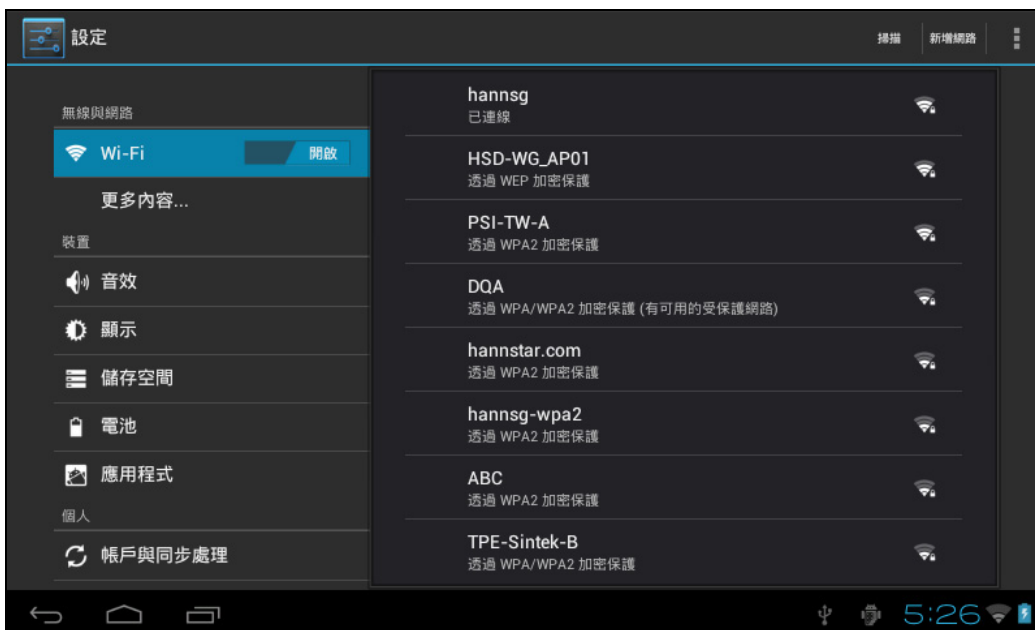 設定
掃描
新增網路
無線與網路
Wi-Fi
開啟
更多內容...
裝置
音效
顯示
儲存空間
電池
應用程式
個人
帳戶與同步處理
hannsg
已連線
HSD-WG_AP01
透過 WEP 加密保護
PSI-TW-A
透過 WPA2 加密保護
DQA
透過 WPA/WPA2 加密保護 (有可用的受保護網路)
hannstar.com
透過 WPA2 加密保護
hannsg-wpa2
透過 WPA2 加密保護
ABC
透過 WPA2 加密保護
TPE-Sintek-B
透過 WPA/WPA2 加密保護
5:26